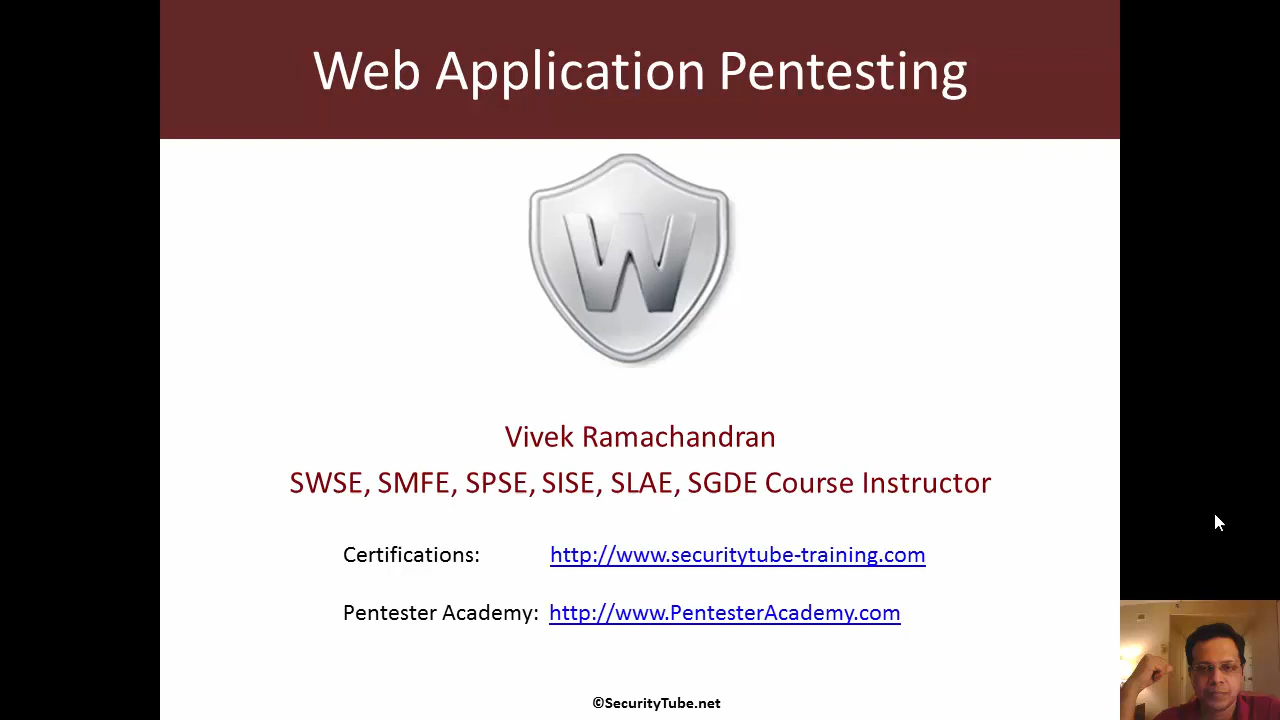 Web Application Pentesting
W
Vivek Ramachandran
SWSE, SMFE, SPSE, SISE, SLAE, SGDE Course Instructor
Certifications: http://www.securitytube-training.com
Pentester Academy: http://www.PentesterAcademy.com
©SecurityTube.net